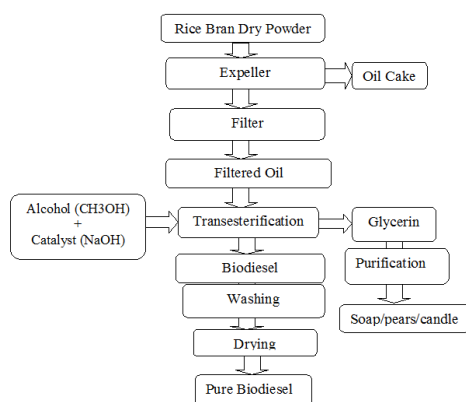 Rice Bran Dry Powder
Expeller
Oil Cake
Filter
Filtered Oil
Alcohol (CH3OH)
+
Catalyst (NaOH)
Transesterification
Glycerin
Biodiesel
Purification
Washing
Soap/pears/candle
Drying
Pure Biodiesel